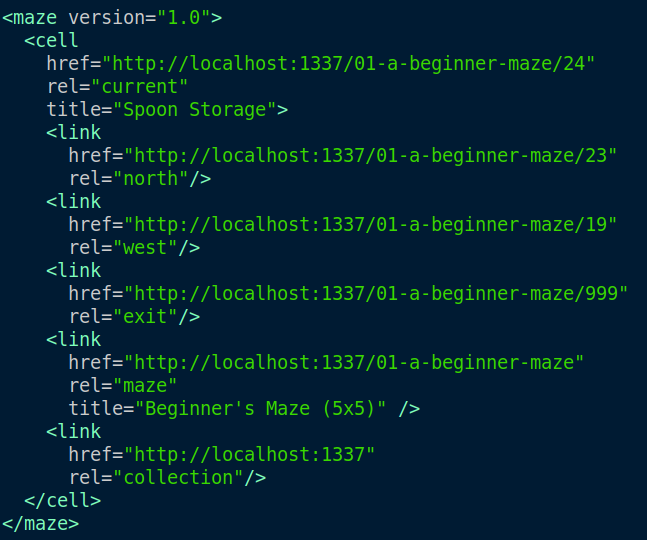 <maze version="1.0">
  <cell
    href="http://localhost:1337/01-a-beginner-maze/24"
    rel="current"
    title="Spoon Storage">
    <link
      href="http://localhost:1337/01-a-beginner-maze/23"
      rel="north"/>
    <link
      href="http://localhost:1337/01-a-beginner-maze/19"
      rel="west"/>
    <link
      href="http://localhost:1337/01-a-beginner-maze/999"
      rel="exit"/>
    <link
      href="http://localhost:1337/01-a-beginner-maze"
      rel="maze"
      title="Beginner's Maze (5x5)" />
    <link
      href="http://localhost:1337"
      rel="collection"/>
  </cell>
</maze>